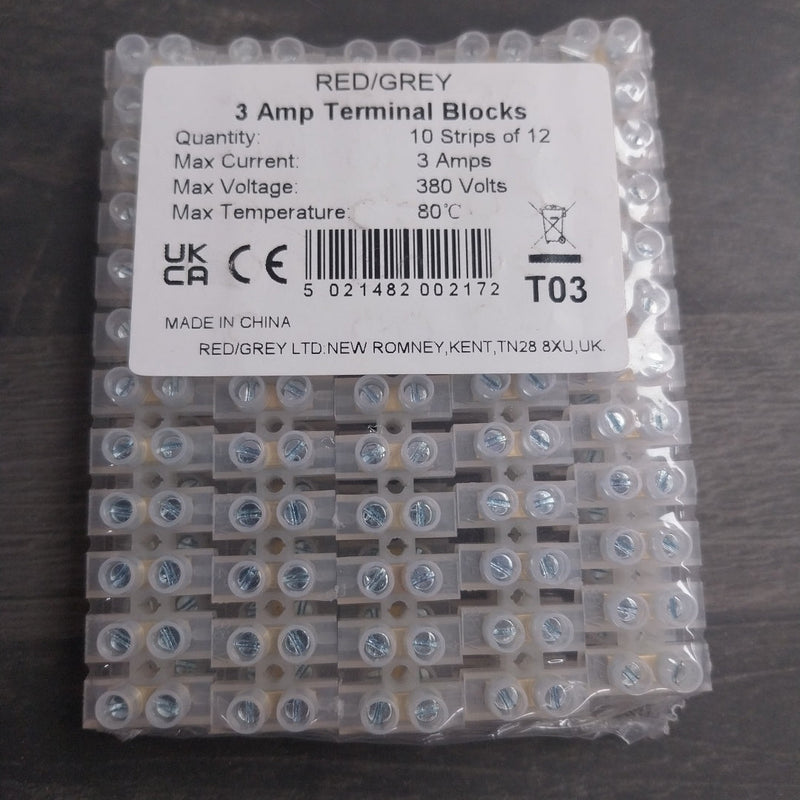 RED/GREY
3 Amp Terminal Blocks
Quantity: 10 Strips of 12
Max Current: 3 Amps
Max Voltage: 380 Volts
Max Temperature: 80℃
UK
CA CE
5 021482 002172
T03
MADE IN CHINA
RED/GREY LTD.NEW ROMNEY,KENT,TN28 8XU,UK.